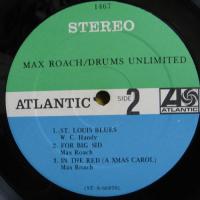 1467
STEREO
MAX ROACH/DRUMS UNLIMITED
ATLANTIC SIDE 2 ATLANTIC
1. ST. LOUIS BLUES
W. C. Handy
2. FOR BIG SID
Max Roach
3. IN THE RED (A XMAS CAROL)
Max Roach